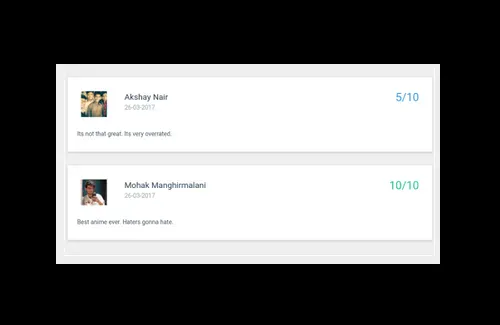 Akshay Nair
5/10
26-03-2017
Its not that great. Its very overrated.
Mohak Manghirmalani
10/10
26-03-2017
Best anime ever. Haters gonna hate.